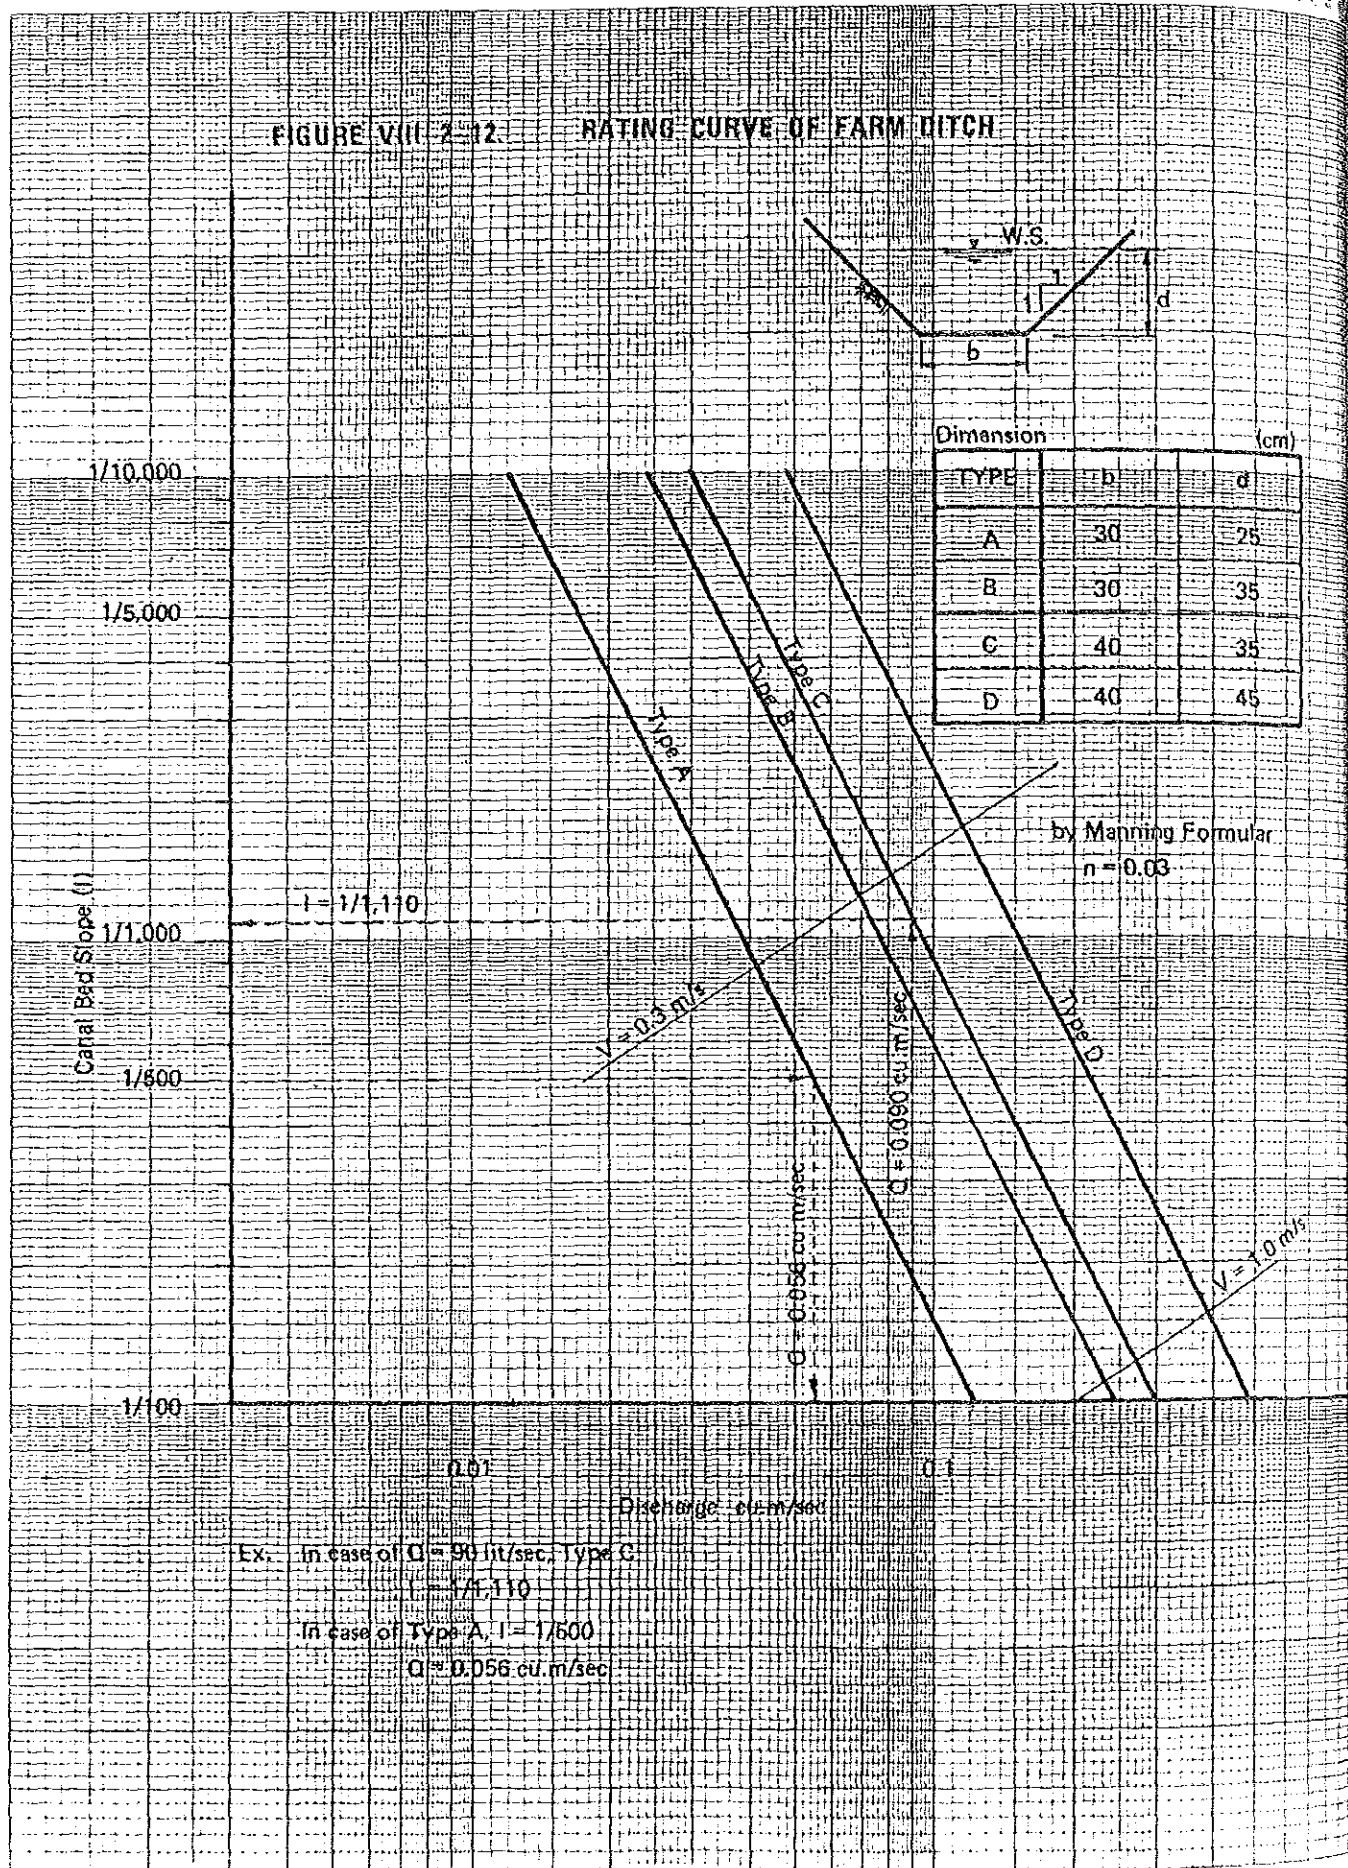 FIGURE VIII 2-12. RATING CURVE OF FARM DITCH
W.S.
1
1
d
b
Dimension (cm)
TYPE b d
A 30 25
B 30 35
C 40 35
D 40 45
1/10,000
1/5,000
1/1,000
1/500
1/100
Canal Bed Slope (I)
I = 1/1,110
Type A
Type B
Type C
Type D
by Manning Formular
n = 0.03
V = 0.3 m/s
V = 1.0 m/s
Q = 0.056 cu.m/sec
Q = 0.090 cu.m/sec
0.01
0.1
Discharge cu.m/sec
Ex. In case of Q = 90 lit/sec, Type C
I = 1/1,110
In case of Type A, I = 1/500
Q = 0.056 cu.m/sec